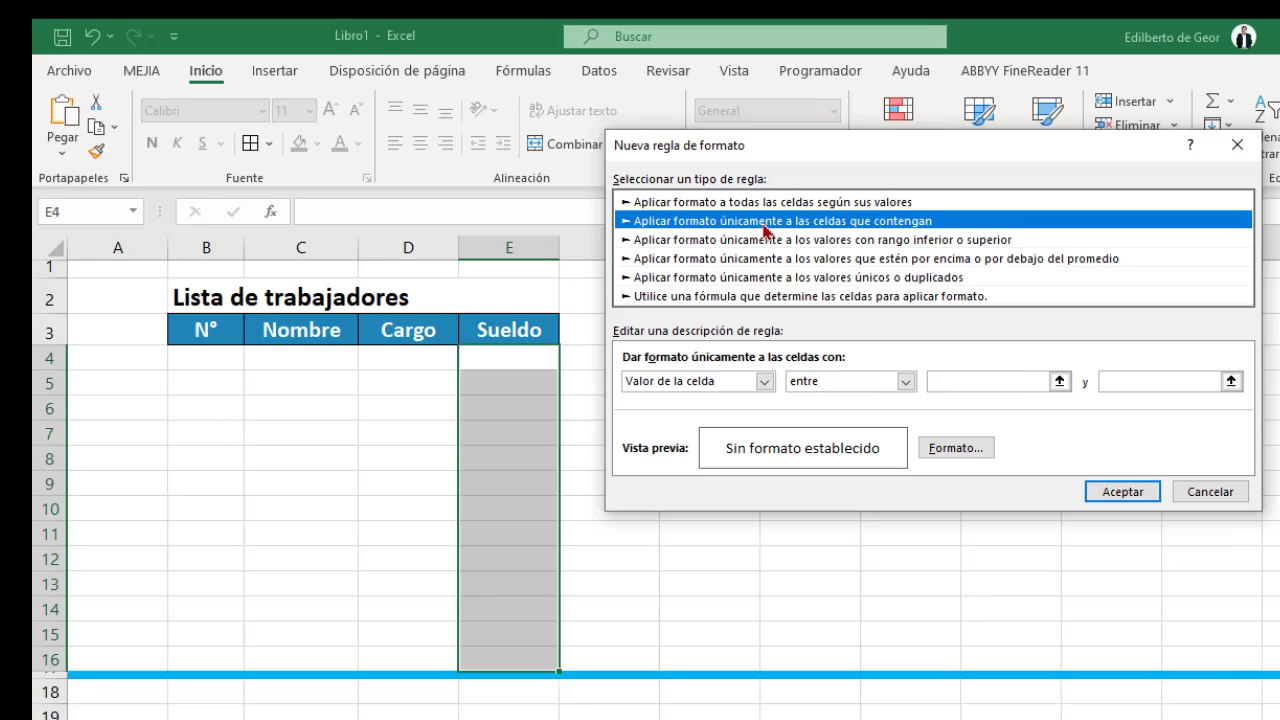 Libro1 - Excel
Buscar
Edilberto de Geor
Archivo MEJIA Inicio Insertar Disposición de página Fórmulas Datos Revisar Vista Programador Ayuda ABBYY FineReader 11
Pegar
Calibri 11
Ajustar texto
General
Insertar
N K S
Combinar
Eliminar
Portapapeles Fuente Alineación
E4
fx
A B C D E
1
2 Lista de trabajadores
3 N° Nombre Cargo Sueldo
4
5
6
7
8
9
10
11
12
13
14
15
16
18
19
Nueva regla de formato
Seleccionar un tipo de regla:
► Aplicar formato a todas las celdas según sus valores
► Aplicar formato únicamente a las celdas que contengan
► Aplicar formato únicamente a los valores con rango inferior o superior
► Aplicar formato únicamente a los valores que estén por encima o por debajo del promedio
► Aplicar formato únicamente a los valores únicos o duplicados
► Utilice una fórmula que determine las celdas para aplicar formato.
Editar una descripción de regla:
Dar formato únicamente a las celdas con:
Valor de la celda entre y
Vista previa: Sin formato establecido Formato...
Aceptar Cancelar